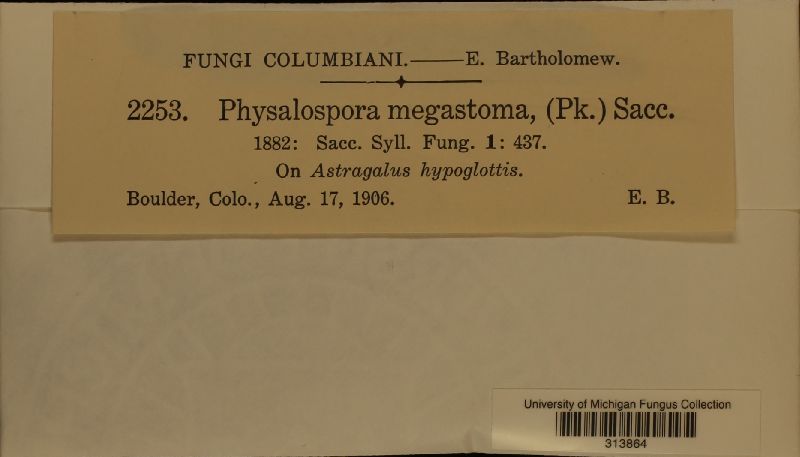 FUNGI COLUMBIANI.——E. Bartholomew.
2253. Physalospora megastoma, (Pk.) Sacc.
1882: Sacc. Syll. Fung. 1: 437.
On Astragalus hypoglottis.
Boulder, Colo., Aug. 17, 1906. E. B.
University of Michigan Fungus Collection
313864